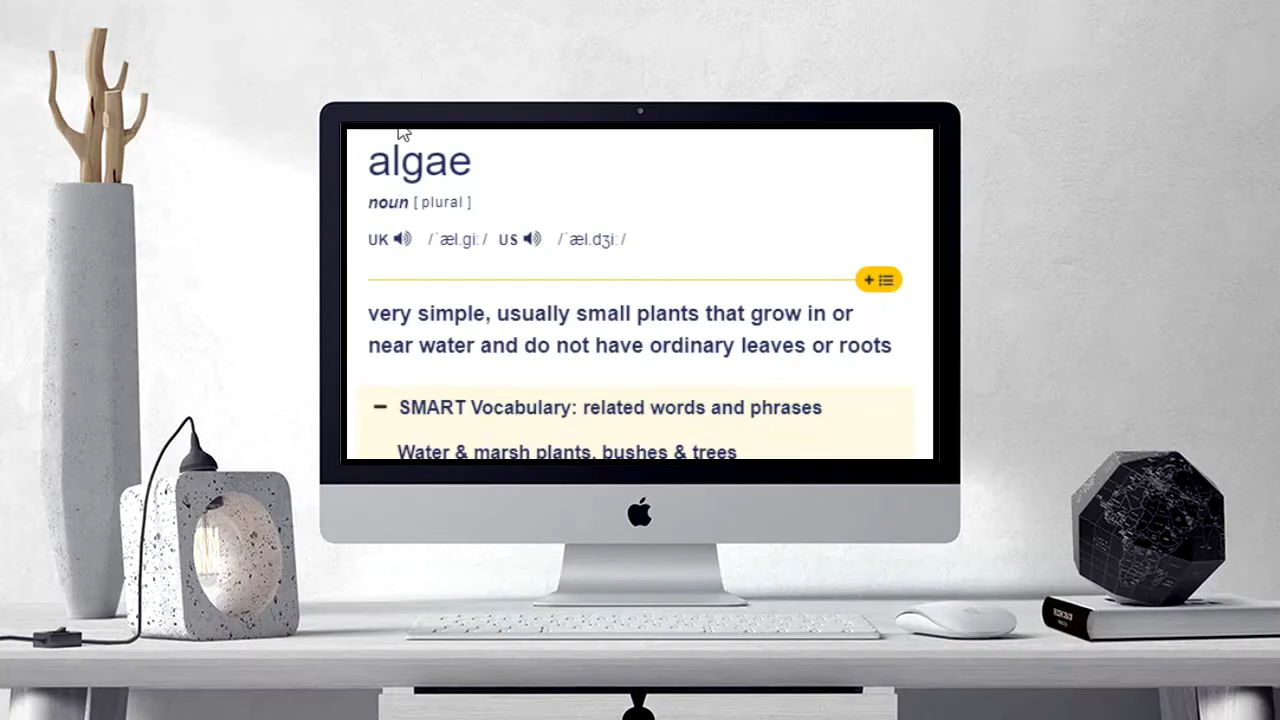 algae
noun [ plural ]
UK /ˈæl.ɡiː/ US /ˈæl.dʒiː/
very simple, usually small plants that grow in or
near water and do not have ordinary leaves or roots
SMART Vocabulary: related words and phrases
Water & marsh plants, bushes & trees